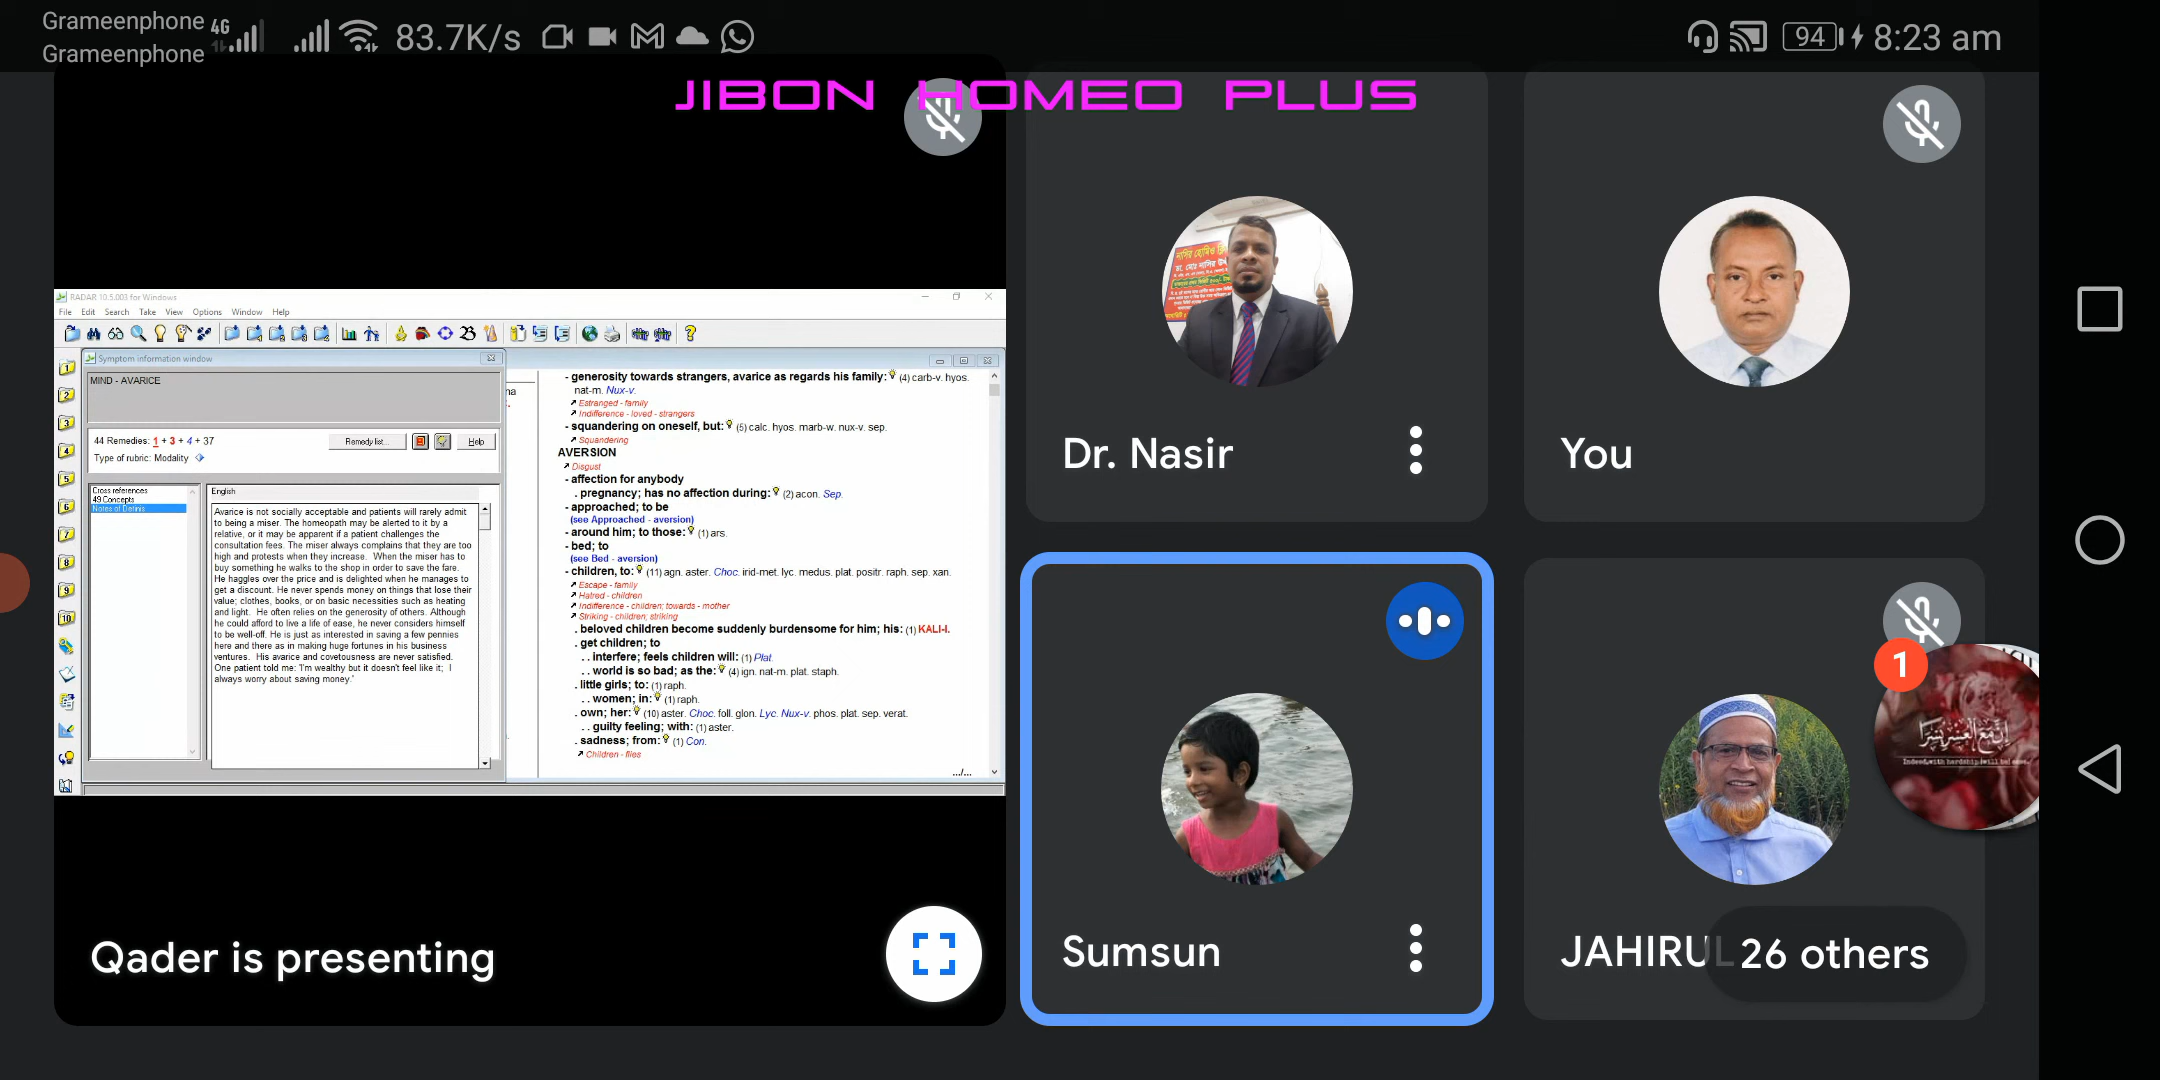 Grameenphone
Grameenphone
4G
83.7K/s
94
8:23 am
JIBON HOMEO PLUS
RADAR 10.5.003 for Windows
File Edit Search Take View Options Window Help
Symptom information window
MIND - AVARICE
44 Remedies: 1 + 3 + 4 + 37
Remedy list...
Help
Type of rubric: Modality
Cross references
49 Concepts
English
Avarice is not socially acceptable and patients will rarely admit
to being a miser. The homeopath may be alerted to it by a
relative, or it may be apparent if a patient challenges the
consultation fees. The miser always complains that they are too
high and protests when they increase. When the miser has to
buy something he walks to the shop in order to save the fare.
He haggles over the price and is delighted when he manages to
get a discount. He never spends money on things that lose their
value; clothes, books, or on basic necessities such as heating
and light. He often relies on the generosity of others. Although
he could afford to live a life of ease, he never considers himself
to be well-off. He is just as interested in saving a few pennies
here and there as in making huge fortunes in his business
ventures. His avarice and covetousness are never satisfied.
One patient told me: 'I'm wealthy but it doesn't feel like it; I
always worry about saving money.'
1
2
3
4
5
6
7
8
9
10
- generosity towards strangers, avarice as regards his family: (4) carb-v. hyos.
nat-m. Nux-v.
Estranged - family
Indifference - loved - strangers
- squandering on oneself, but: (5) calc. hyos. marb-w. nux-v. sep.
Squandering
AVERSION
Disgust
- affection for anybody
. pregnancy; has no affection during: (2) acon. Sep.
- approached; to be
(see Approached - aversion)
- around him; to those: (1) ars.
- bed; to
(see Bed - aversion)
- children, to: (11) agn. aster. Choc. irid-met. lyc. medus. plat. positr. raph. sep. xan.
Escape - family
Hatred - children
Indifference - children; towards - mother
Striking - children; striking
. beloved children become suddenly burdensome for him; his: (1) KALI-I.
. get children; to
. . interfere; feels children will: (1) Plat.
. . world is so bad; as the: (4) ign. nat-m. plat. staph.
. little girls; to: (1) raph.
. . women; in: (1) raph.
. own; her: (10) aster. Choc. foll. glon. Lyc. Nux-v. phos. plat. sep. verat.
. . guilty feeling; with: (1) aster.
. sadness; from: (1) Con.
Children - flies
.../...
Qader is presenting
Dr. Nasir
You
Sumsun
JAHIRUL
26 others
1
إِنَّ مَعَ الْعُسْرِ يُسْرًا
Indeed, with hardship will be ease.